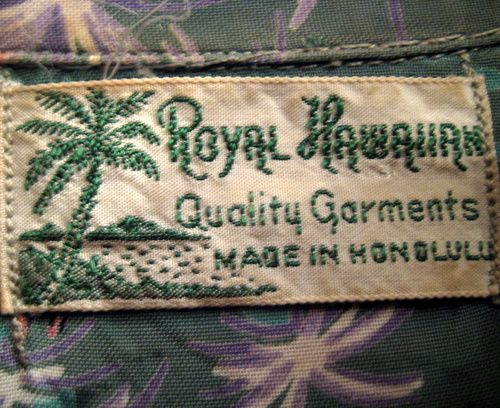 Royal Hawaiian
Quality Garments
MADE IN HONOLULU